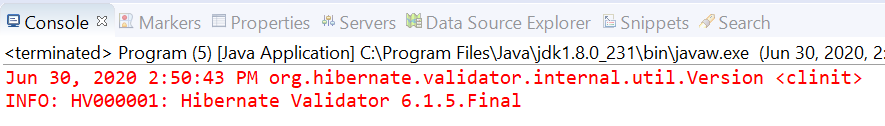 Console Markers Properties Servers Data Source Explorer Snippets Search
<terminated> Program (5) [Java Application] C:\Program Files\Java\jdk1.8.0_231\bin\javaw.exe (Jun 30, 2020, 2:
Jun 30, 2020 2:50:43 PM org.hibernate.validator.internal.util.Version <clinit>
INFO: HV000001: Hibernate Validator 6.1.5.Final